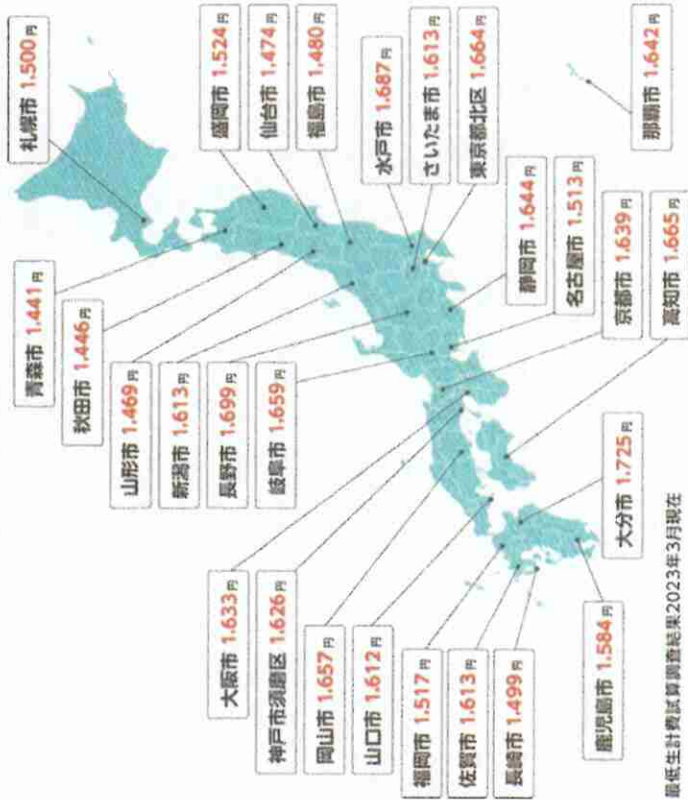 札幌市 1.500円
青森市 1.441円
秋田市 1.446円
山形市 1.469円
新潟市 1.613円
長野市 1.699円
岐阜市 1.659円
盛岡市 1.524円
仙台市 1.474円
福島市 1.480円
水戸市 1.687円
さいたま市 1.613円
東京都北区 1.664円
静岡市 1.644円
名古屋市 1.513円
京都市 1.639円
高知市 1.665円
那覇市 1.642円
大阪市 1.633円
神戸市須磨区 1.626円
岡山市 1.657円
山口市 1.612円
福岡市 1.517円
佐賀市 1.613円
長崎市 1.499円
大分市 1.725円
鹿児島市 1.584円
最低生計費試算調査結果2023年3月現在